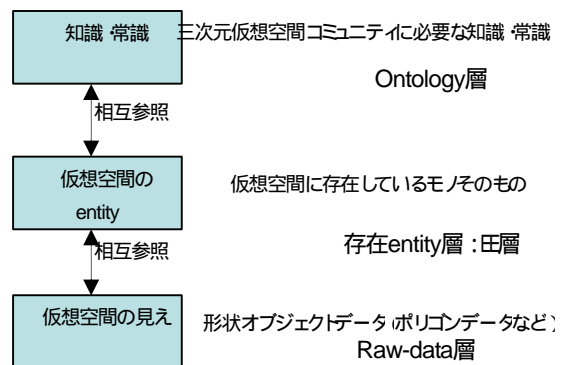 知識・常識
三次元仮想空間コミュニティに必要な知識・常識
Ontology層
相互参照
仮想空間の
entity
仮想空間に存在しているモノそのもの
存在entity層:EE層
相互参照
仮想空間の見え
形状オブジェクトデータ(ポリゴンデータなど)
Raw-data層